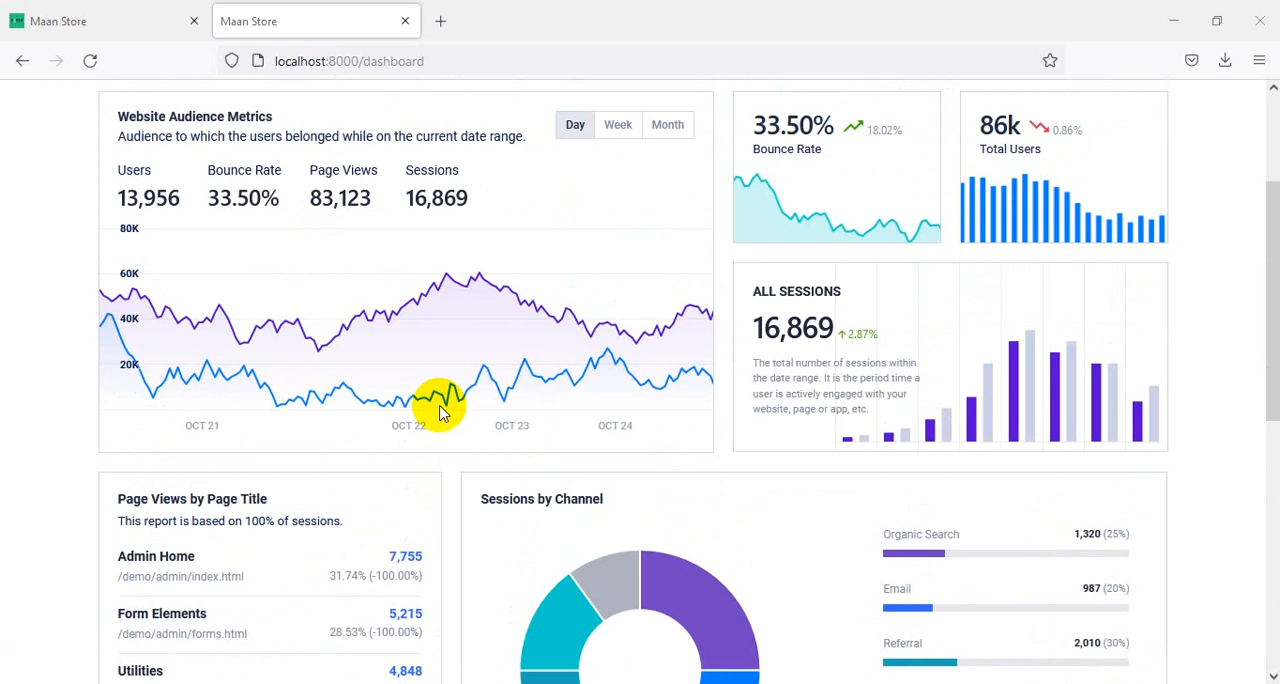 Maan Store
Maan Store
localhost:8000/dashboard
Website Audience Metrics
Audience to which the users belonged while on the current date range.
Day Week Month
Users Bounce Rate Page Views Sessions
13,956 33.50% 83,123 16,869
80K
60K
40K
20K
OCT 21 OCT 22 OCT 23 OCT 24
33.50% 18.02%
Bounce Rate
86k 0.86%
Total Users
ALL SESSIONS
16,869 2.87%
The total number of sessions within
the date range. It is the period time a
user is actively engaged with your
website, page or app, etc.
Page Views by Page Title
This report is based on 100% of sessions.
Admin Home 7,755
/demo/admin/index.html 31.74% (-100.00%)
Form Elements 5,215
/demo/admin/forms.html 28.53% (-100.00%)
Utilities 4,848
Sessions by Channel
Organic Search 1,320 (25%)
Email 987 (20%)
Referral 2,010 (30%)